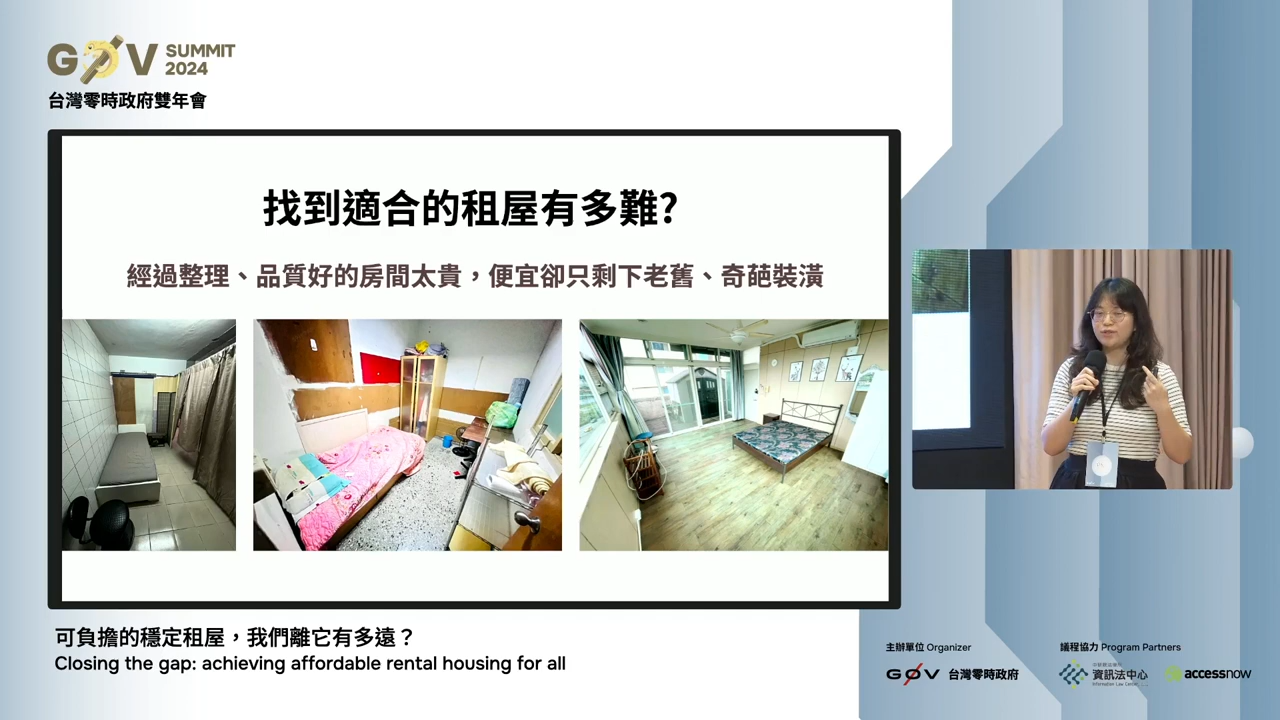 G0V SUMMIT 2024
台灣零時政府雙年會
找到適合的租屋有多難?
經過整理、品質好的房間太貴，便宜卻只剩下老舊、奇葩裝潢
可負擔的穩定租屋，我們離它有多遠？
Closing the gap: achieving affordable rental housing for all
主辦單位 Organizer
G0V 台灣零時政府
議程協力 Program Partners
資訊法中心
Information Law Center
accessnow